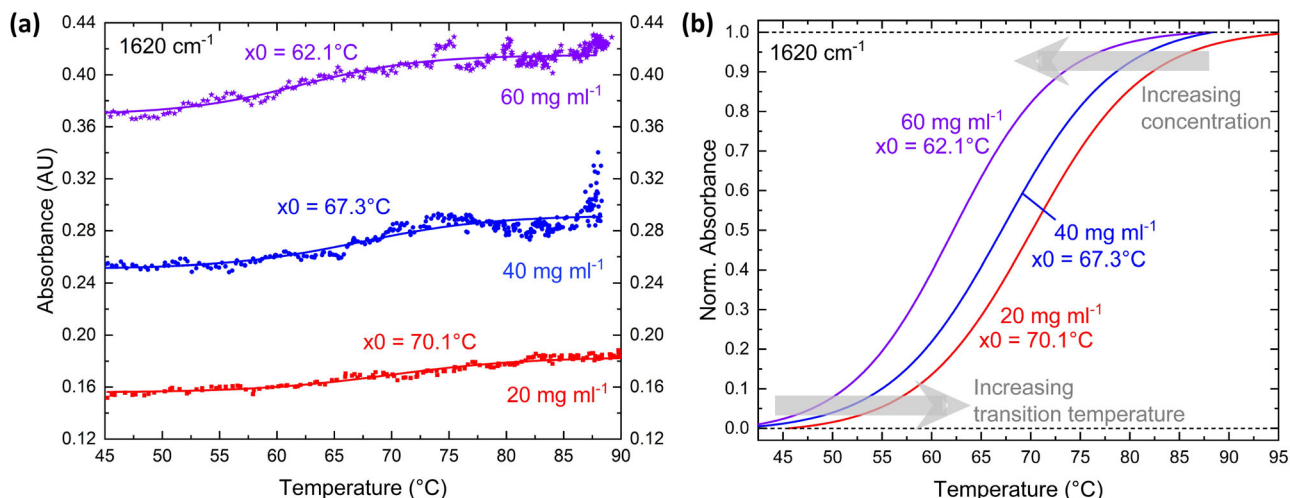 (a)
0.44
0.40
0.36
0.32
0.28
0.24
0.20
0.16
0.12
Absorbance (AU)
1620 cm-1
x0 = 62.1°C
60 mg ml-1
x0 = 67.3°C
40 mg ml-1
x0 = 70.1°C
20 mg ml-1
0.44
0.40
0.36
0.32
0.28
0.24
0.20
0.16
0.12
45 50 55 60 65 70 75 80 85 90
Temperature (°C)
(b)
1.0
0.9
0.8
0.7
0.6
0.5
0.4
0.3
0.2
0.1
0.0
Norm. Absorbance
1620 cm-1
Increasing
concentration
60 mg ml-1
x0 = 62.1°C
40 mg ml-1
x0 = 67.3°C
20 mg ml-1
x0 = 70.1°C
Increasing
transition temperature
45 50 55 60 65 70 75 80 85 90 95
Temperature (°C)